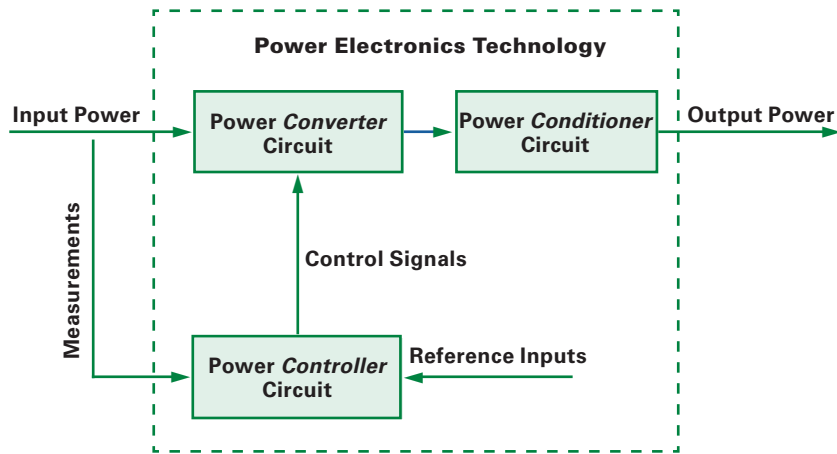 Power Electronics Technology
Input Power
Power Converter
Circuit
Power Conditioner
Circuit
Output Power
Control Signals
Measurements
Power Controller
Circuit
Reference Inputs